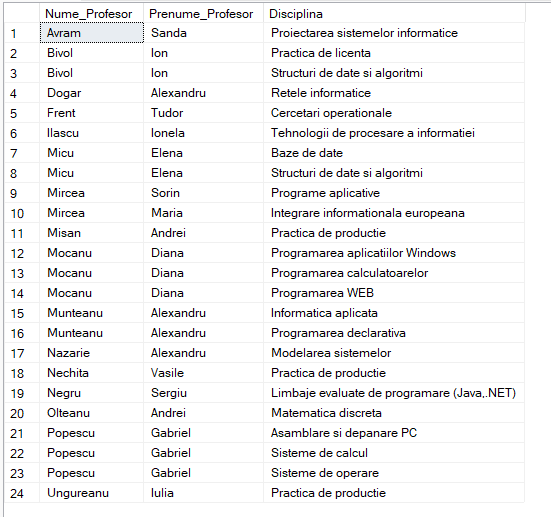 Nume_Profesor Prenume_Profesor Disciplina
1 Avram Sanda Proiectarea sistemelor informatice
2 Bivol Ion Practica de licenta
3 Bivol Ion Structuri de date si algoritmi
4 Dogar Alexandru Retele informatice
5 Frent Tudor Cercetari operationale
6 Ilascu Ionela Tehnologii de procesare a informatiei
7 Micu Elena Baze de date
8 Micu Elena Structuri de date si algoritmi
9 Mircea Sorin Programe aplicative
10 Mircea Maria Integrare informationala europeana
11 Misan Andrei Practica de productie
12 Mocanu Diana Programarea aplicatiilor Windows
13 Mocanu Diana Programarea calculatoarelor
14 Mocanu Diana Programarea WEB
15 Munteanu Alexandru Informatica aplicata
16 Munteanu Alexandru Programarea declarativa
17 Nazarie Alexandru Modelarea sistemelor
18 Nechita Vasile Practica de productie
19 Negru Sergiu Limbaje evaluate de programare (Java,.NET)
20 Olteanu Andrei Matematica discreta
21 Popescu Gabriel Asamblare si depanare PC
22 Popescu Gabriel Sisteme de calcul
23 Popescu Gabriel Sisteme de operare
24 Ungureanu Iulia Practica de productie